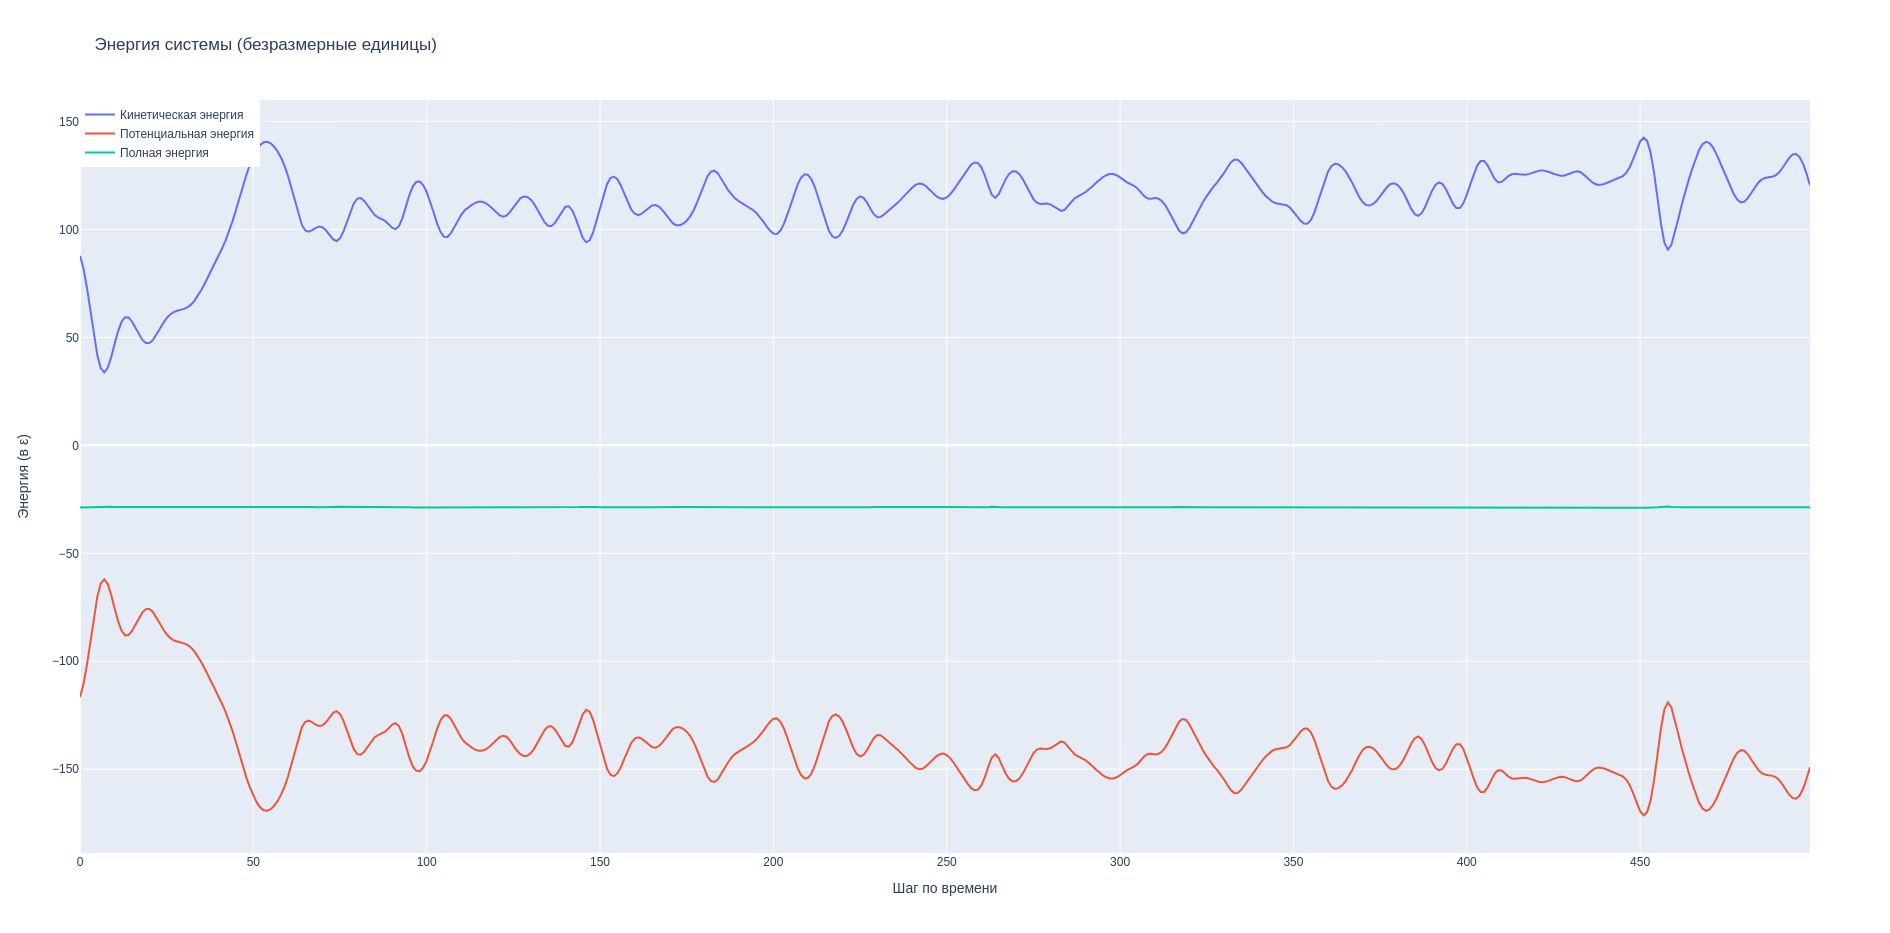 Энергия системы (безразмерные единицы)
Кинетическая энергия
Потенциальная энергия
Полная энергия
150
100
50
0
−50
−100
−150
Энергия (в ε)
0 50 100 150 200 250 300 350 400 450
Шаг по времени